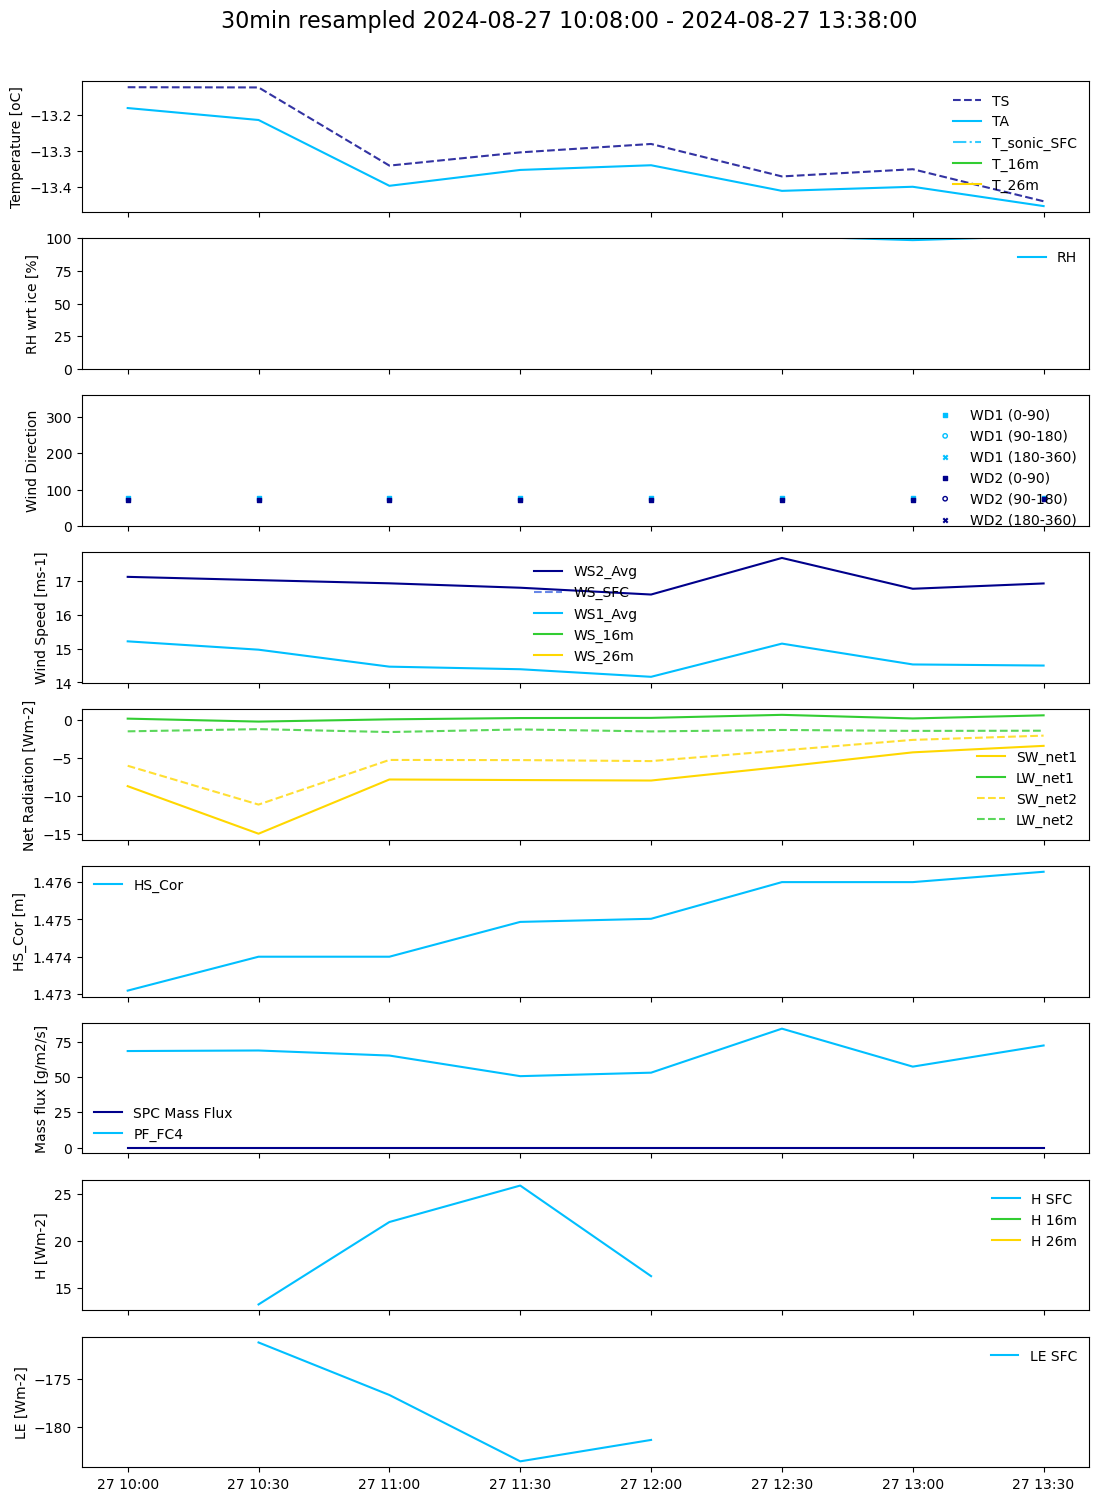 30min resampled 2024-08-27 10:08:00 - 2024-08-27 13:38:00
Temperature [oC]
−13.2
−13.3
−13.4
TS
TA
T_sonic_SFC
T_16m
T_26m
RH wrt ice [%]
100
75
50
25
0
RH
Wind Direction
300
200
100
0
WD1 (0-90)
WD1 (90-180)
WD1 (180-360)
WD2 (0-90)
WD2 (90-180)
WD2 (180-360)
Wind Speed [ms-1]
17
16
15
14
WS2_Avg
WS_SFC
WS1_Avg
WS_16m
WS_26m
Net Radiation [Wm-2]
0
−5
−10
−15
SW_net1
LW_net1
SW_net2
LW_net2
HS_Cor [m]
1.476
1.475
1.474
1.473
HS_Cor
Mass flux [g/m2/s]
75
50
25
0
SPC Mass Flux
PF_FC4
H [Wm-2]
25
20
15
H SFC
H 16m
H 26m
LE [Wm-2]
−175
−180
LE SFC
27 10:00
27 10:30
27 11:00
27 11:30
27 12:00
27 12:30
27 13:00
27 13:30